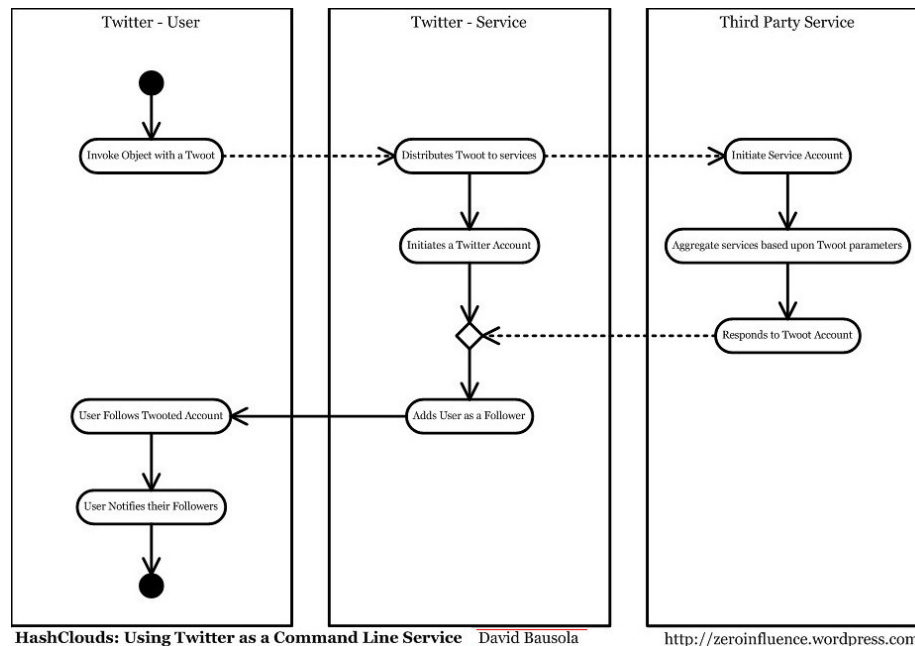 Twitter - User
Twitter - Service
Third Party Service
Invoke Object with a Twoot
Distributes Twoot to services
Initiate Service Account
Initiates a Twitter Account
Aggregate services based upon Twoot parameters
Responds to Twoot Account
User Follows Twooted Account
Adds User as a Follower
User Notifies their Followers
HashClouds: Using Twitter as a Command Line Service
David Bausola
http://zeroinfluence.wordpress.com